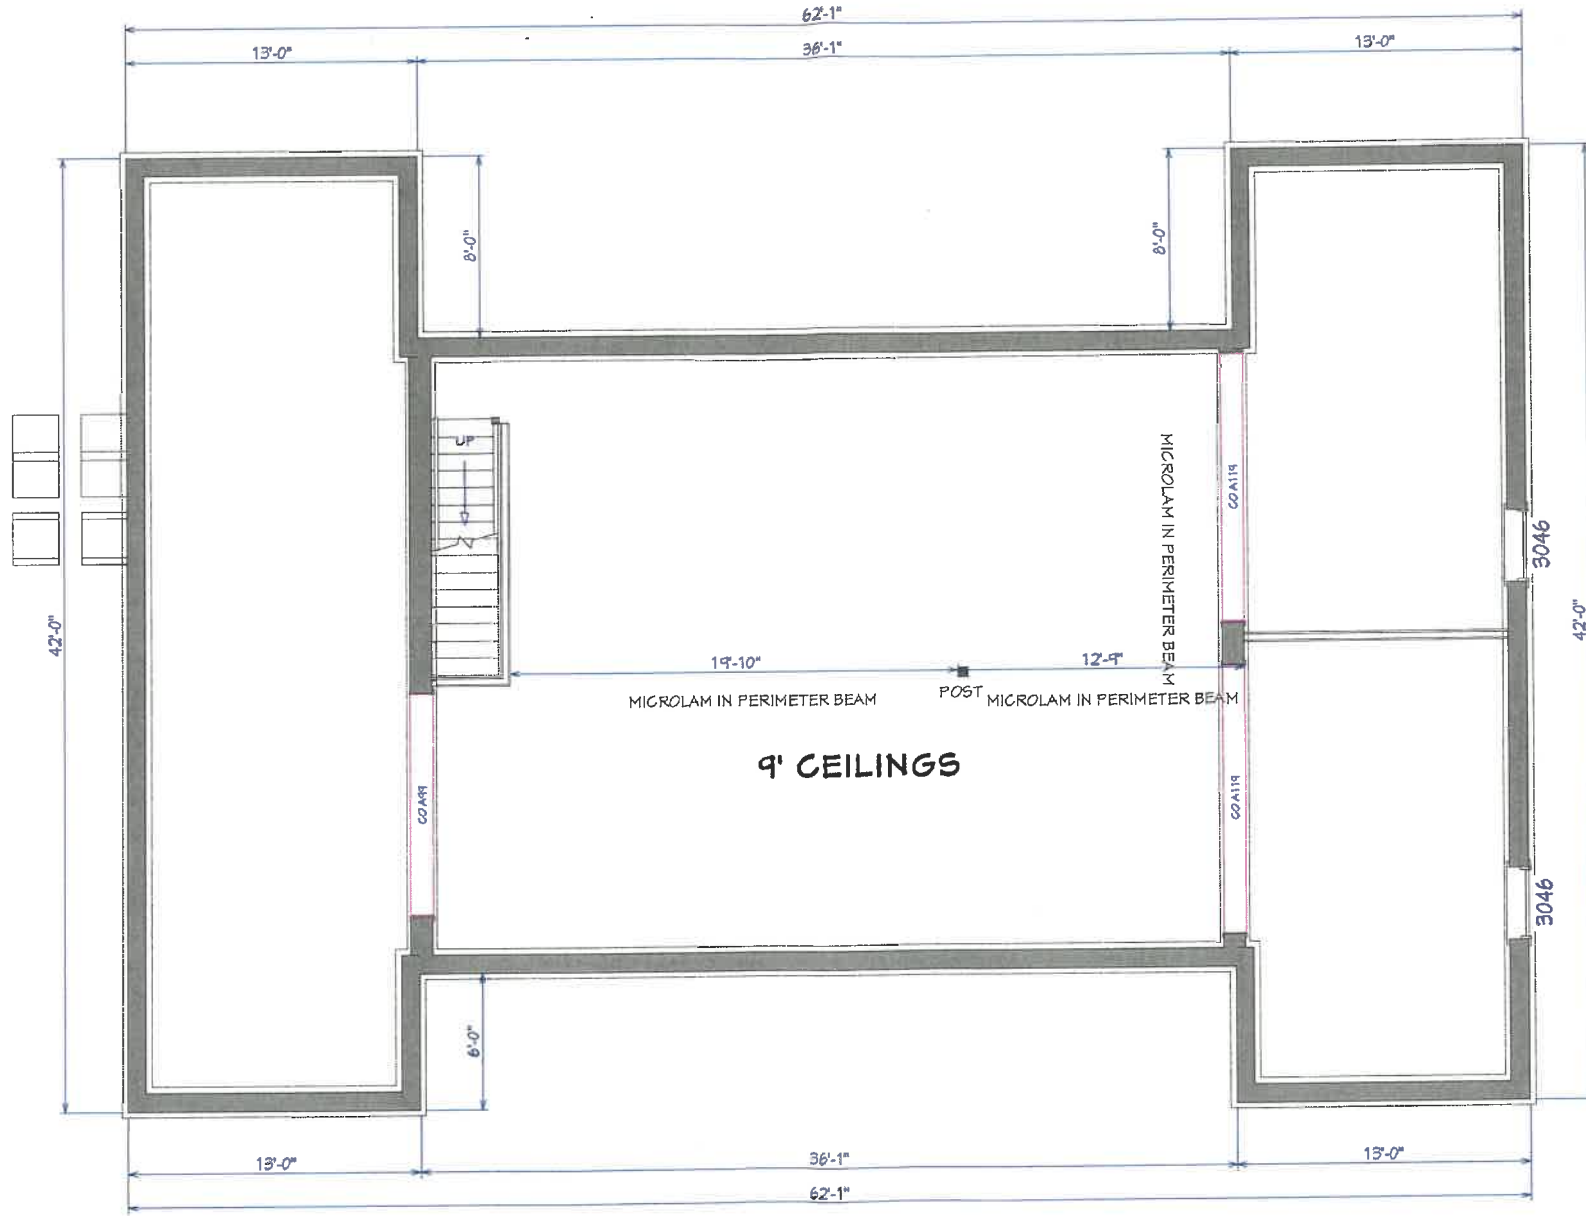 62'-1"
13'-0"
36'-1"
13'-0"
8'-0"
8'-0"
UP
MICROLAM IN PERIMETER BEAM
COA119
3046
42'-0"
42'-0"
19'-10"
12'-9"
POST
MICROLAM IN PERIMETER BEAM
MICROLAM IN PERIMETER BEAM
9' CEILINGS
COA99
COA119
3046
6'-0"
13'-0"
36'-1"
13'-0"
62'-1"